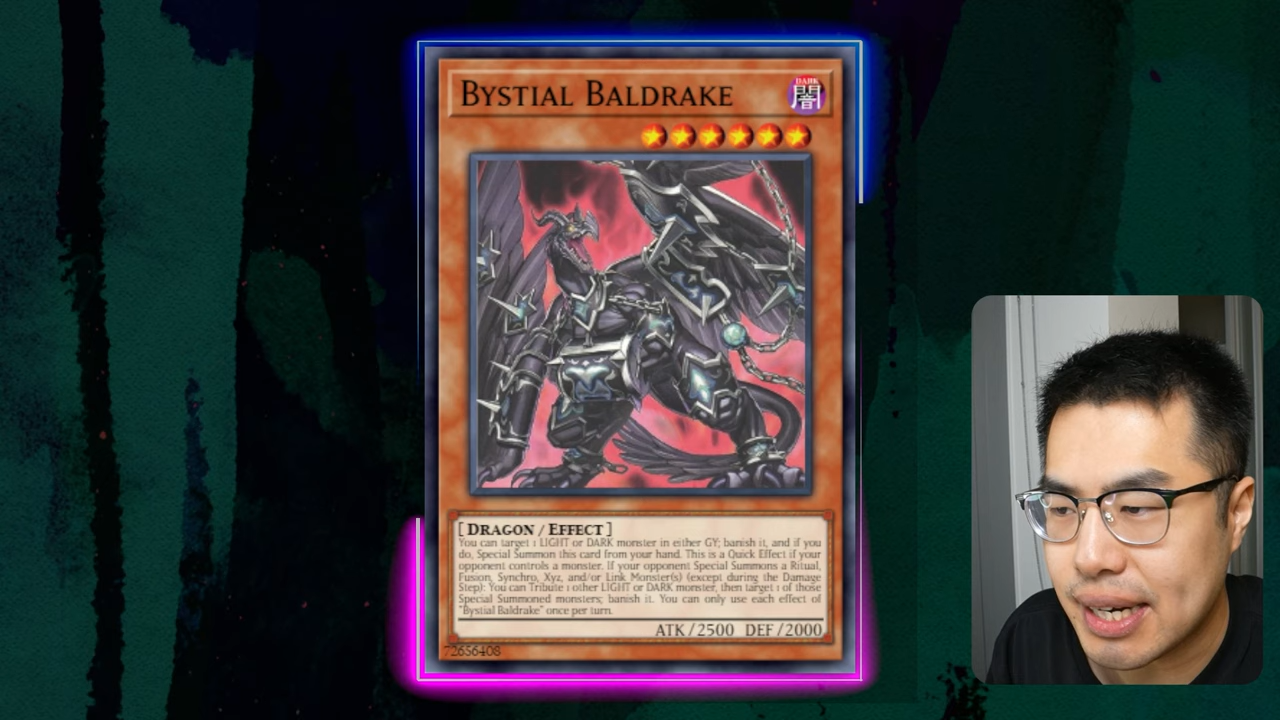 BYSTIAL BALDRAKE
DARK
闇
[ DRAGON / EFFECT ]
You can target 1 LIGHT or DARK monster in either GY; banish it, and if you
do, Special Summon this card from your hand. This is a Quick Effect if your
opponent controls a monster. If your opponent Special Summons a Ritual,
Fusion, Synchro, Xyz, and/or Link Monster(s) (except during the Damage
Step): You can Tribute 1 other LIGHT or DARK monster, then target 1 of those
Special Summoned monsters; banish it. You can only use each effect of
"Bystial Baldrake" once per turn.
ATK/2500 DEF/2000
72656408